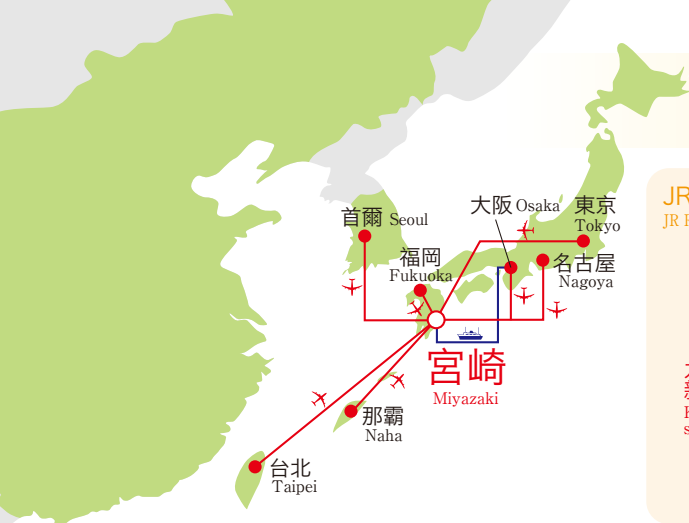 首爾 Seoul
大阪 Osaka
東京
Tokyo
福岡
Fukuoka
名古屋
Nagoya
宮崎
Miyazaki
那霸
Naha
台北
Taipei
JR
JR